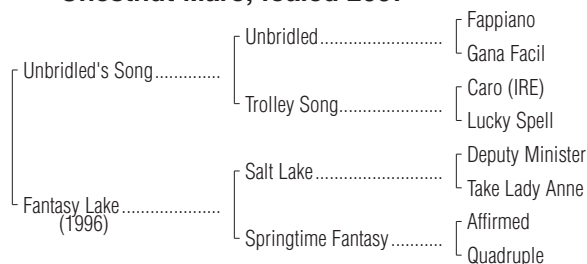 Unbridled.............................
Fappiano
Gana Facil
Unbridled's Song..............
Trolley Song.......................
Caro (IRE)
Lucky Spell
Salt Lake.............................
Deputy Minister
Take Lady Anne
Fantasy Lake.....................
(1996)
Springtime Fantasy...........
Affirmed
Quadruple